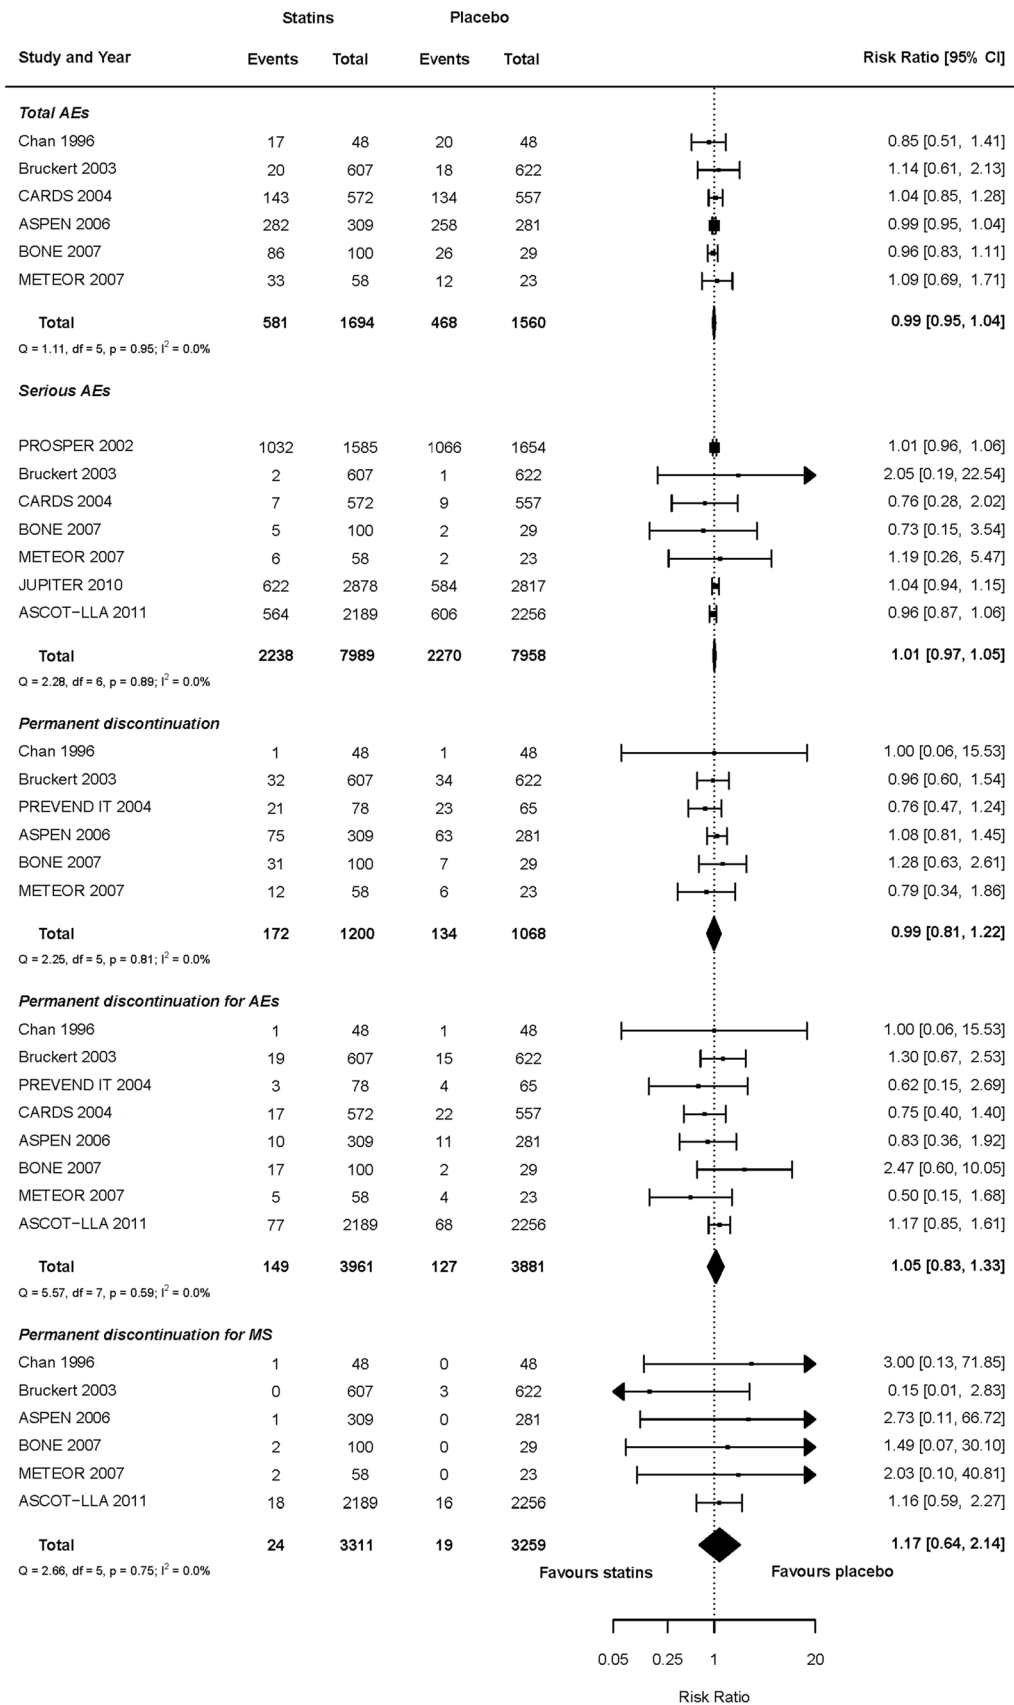 Statins Placebo
Study and Year Events Total Events Total Risk Ratio [95% CI]
Total AEs
Chan 1996 17 48 20 48 0.85 [0.51, 1.41]
Bruckert 2003 20 607 18 622 1.14 [0.61, 2.13]
CARDS 2004 143 572 134 557 1.04 [0.85, 1.28]
ASPEN 2006 282 309 258 281 0.99 [0.95, 1.04]
BONE 2007 86 100 26 29 0.96 [0.83, 1.11]
METEOR 2007 33 58 12 23 1.09 [0.69, 1.71]
Total 581 1694 468 1560 0.99 [0.95, 1.04]
Q = 1.11, df = 5, p = 0.95; I² = 0.0%
Serious AEs
PROSPER 2002 1032 1585 1066 1654 1.01 [0.96, 1.06]
Bruckert 2003 2 607 1 622 2.05 [0.19, 22.54]
CARDS 2004 7 572 9 557 0.76 [0.28, 2.02]
BONE 2007 5 100 2 29 0.73 [0.15, 3.54]
METEOR 2007 6 58 2 23 1.19 [0.26, 5.47]
JUPITER 2010 622 2878 584 2817 1.04 [0.94, 1.15]
ASCOT−LLA 2011 564 2189 606 2256 0.96 [0.87, 1.06]
Total 2238 7989 2270 7958 1.01 [0.97, 1.05]
Q = 2.28, df = 6, p = 0.89; I² = 0.0%
Permanent discontinuation
Chan 1996 1 48 1 48 1.00 [0.06, 15.53]
Bruckert 2003 32 607 34 622 0.96 [0.60, 1.54]
PREVEND IT 2004 21 78 23 65 0.76 [0.47, 1.24]
ASPEN 2006 75 309 63 281 1.08 [0.81, 1.45]
BONE 2007 31 100 7 29 1.28 [0.63, 2.61]
METEOR 2007 12 58 6 23 0.79 [0.34, 1.86]
Total 172 1200 134 1068 0.99 [0.81, 1.22]
Q = 2.25, df = 5, p = 0.81; I² = 0.0%
Permanent discontinuation for AEs
Chan 1996 1 48 1 48 1.00 [0.06, 15.53]
Bruckert 2003 19 607 15 622 1.30 [0.67, 2.53]
PREVEND IT 2004 3 78 4 65 0.62 [0.15, 2.69]
CARDS 2004 17 572 22 557 0.75 [0.40, 1.40]
ASPEN 2006 10 309 11 281 0.83 [0.36, 1.92]
BONE 2007 17 100 2 29 2.47 [0.60, 10.05]
METEOR 2007 5 58 4 23 0.50 [0.15, 1.68]
ASCOT−LLA 2011 77 2189 68 2256 1.17 [0.85, 1.61]
Total 149 3961 127 3881 1.05 [0.83, 1.33]
Q = 5.57, df = 7, p = 0.59; I² = 0.0%
Permanent discontinuation for MS
Chan 1996 1 48 0 48 3.00 [0.13, 71.85]
Bruckert 2003 0 607 3 622 0.15 [0.01, 2.83]
ASPEN 2006 1 309 0 281 2.73 [0.11, 66.72]
BONE 2007 2 100 0 29 1.49 [0.07, 30.10]
METEOR 2007 2 58 0 23 2.03 [0.10, 40.81]
ASCOT−LLA 2011 18 2189 16 2256 1.16 [0.59, 2.27]
Total 24 3311 19 3259 1.17 [0.64, 2.14]
Q = 2.66, df = 5, p = 0.75; I² = 0.0%
Favours statins Favours placebo
0.05 0.25 1 20
Risk Ratio